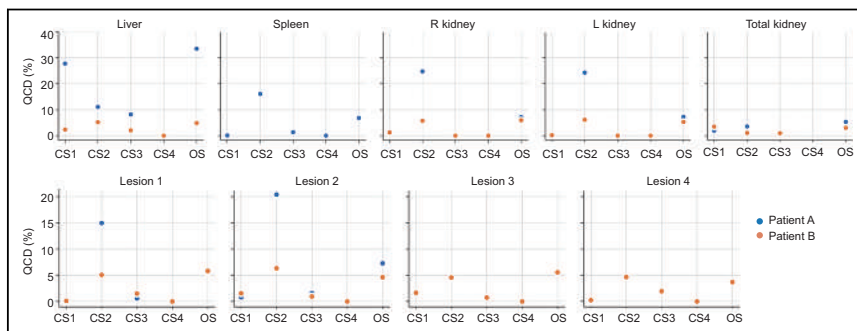 Liver Spleen R kidney L kidney Total kidney
QCD (%)
40
30
20
10
0
CS1 CS2 CS3 CS4 OS CS1 CS2 CS3 CS4 OS CS1 CS2 CS3 CS4 OS CS1 CS2 CS3 CS4 OS CS1 CS2 CS3 CS4 OS
Lesion 1 Lesion 2 Lesion 3 Lesion 4
QCD (%)
20
15
10
5
0
CS1 CS2 CS3 CS4 OS CS1 CS2 CS3 CS4 OS CS1 CS2 CS3 CS4 OS CS1 CS2 CS3 CS4 OS
Patient A
Patient B